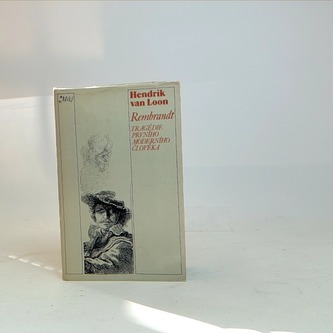 Hendrik
van Loon
Rembrandt
TRAGÉDIE
PRVNÍHO
MODERNÍHO
ČLOVĚKA